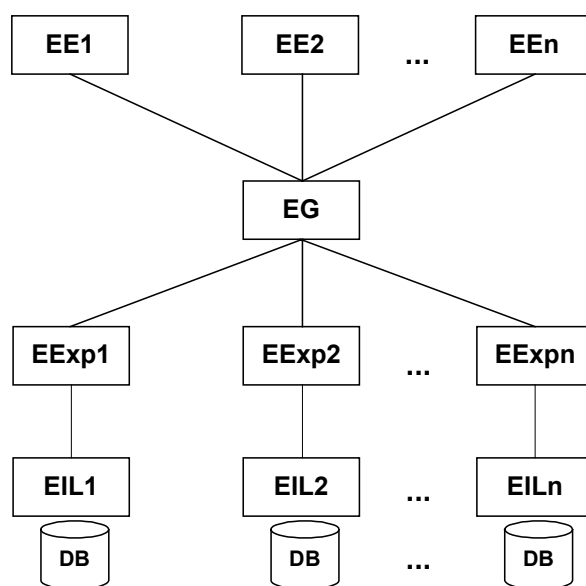 EE1 EE2 ... EEn
EG
EExp1 EExp2 ... EExpn
EIL1 EIL2 ... EILn
DB DB ... DB